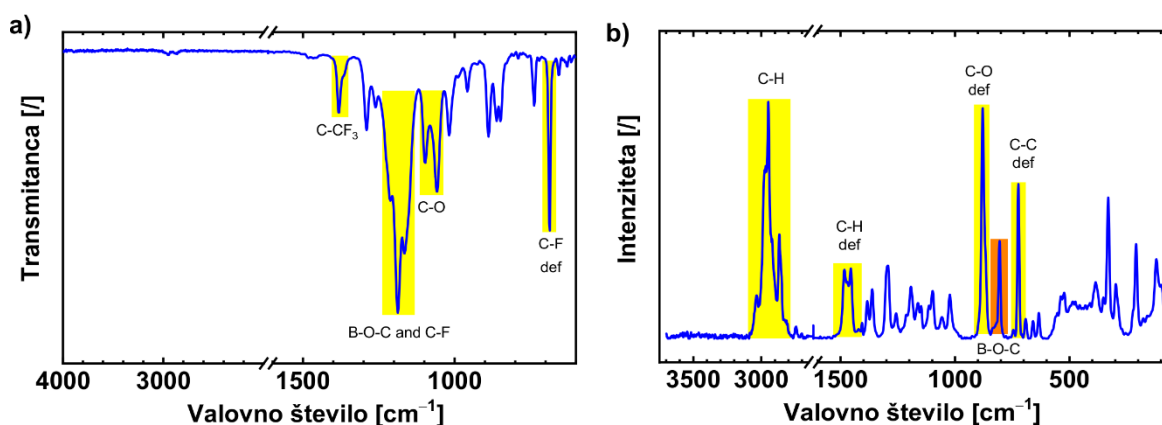 a)
Transmitanca [/]
C-CF₃
B-O-C and C-F
C-O
C-F
def
4000 3000 1500 1000
Valovno število [cm⁻¹]
b)
Intenziteta [/]
C-H
C-H
def
C-O
def
C-C
def
B-O-C
3500 3000 1500 1000 500
Valovno število [cm⁻¹]